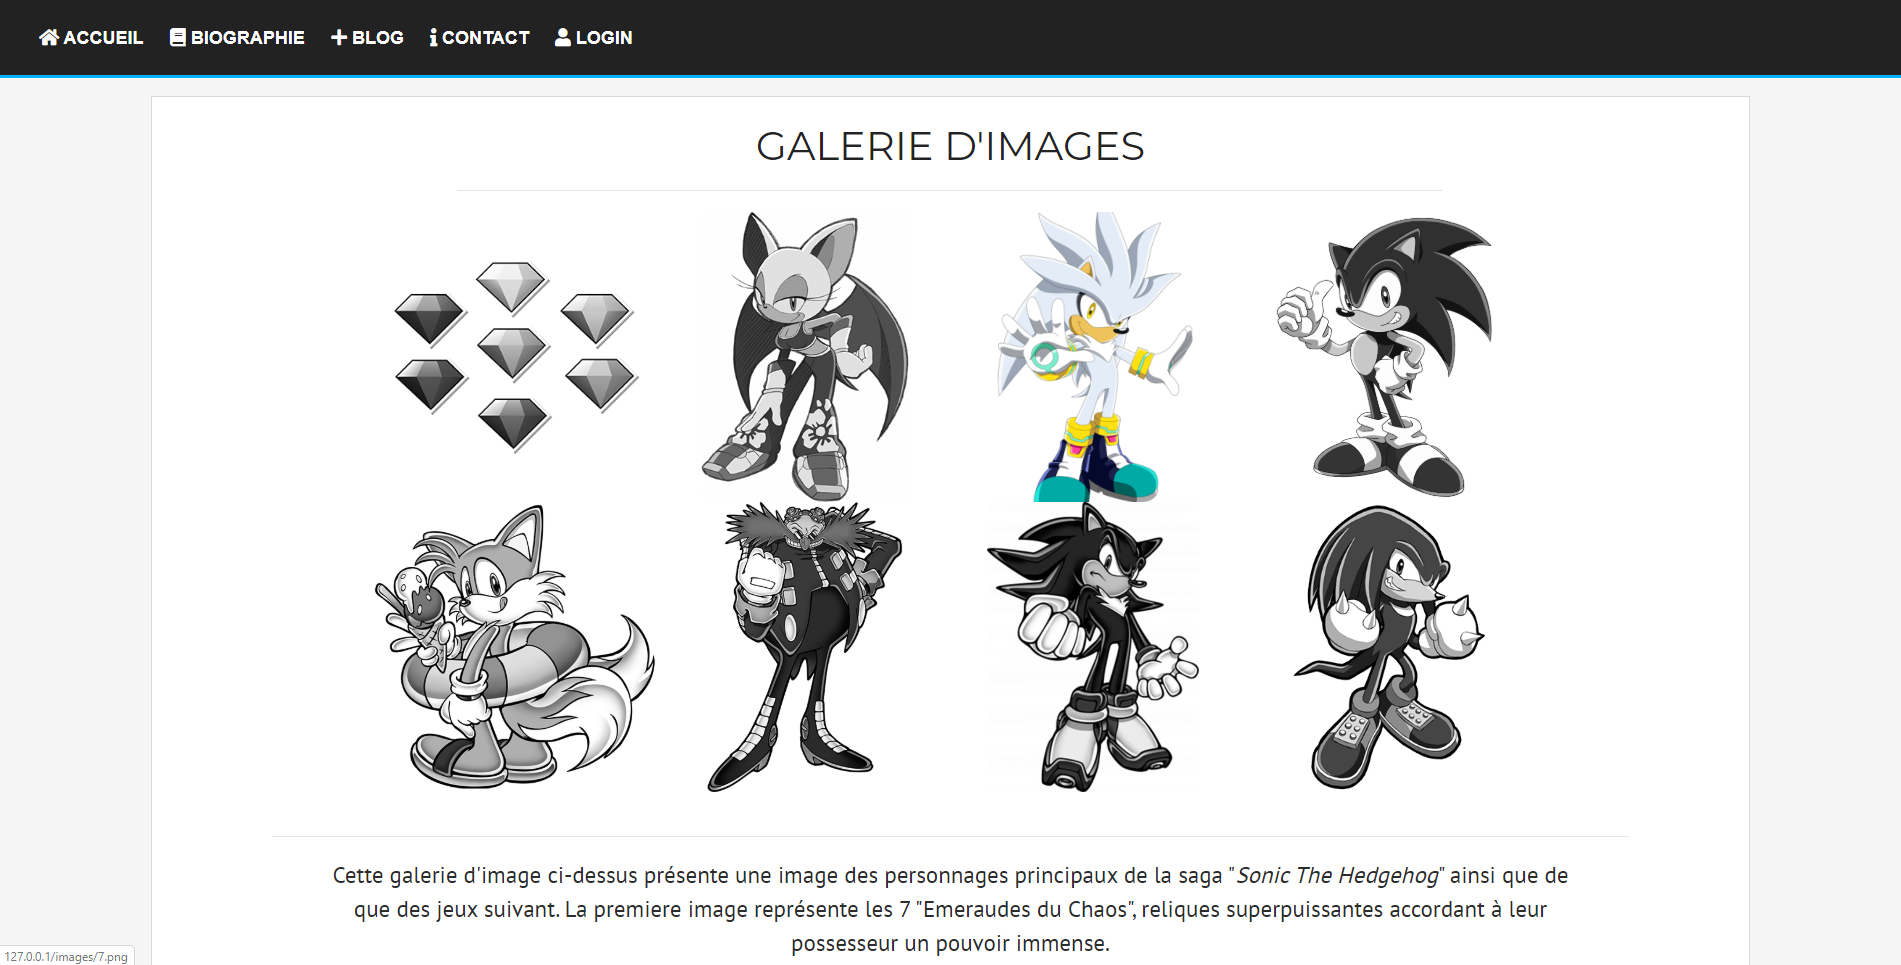 ACCUEIL BIOGRAPHIE BLOG CONTACT LOGIN
GALERIE D'IMAGES
Cette galerie d'image ci-dessus présente une image des personnages principaux de la saga "Sonic The Hedgehog" ainsi que de
que des jeux suivant. La premiere image représente les 7 "Emeraudes du Chaos", reliques superpuissantes accordant à leur
possesseur un pouvoir immense.
127.0.0.1/images/7.png